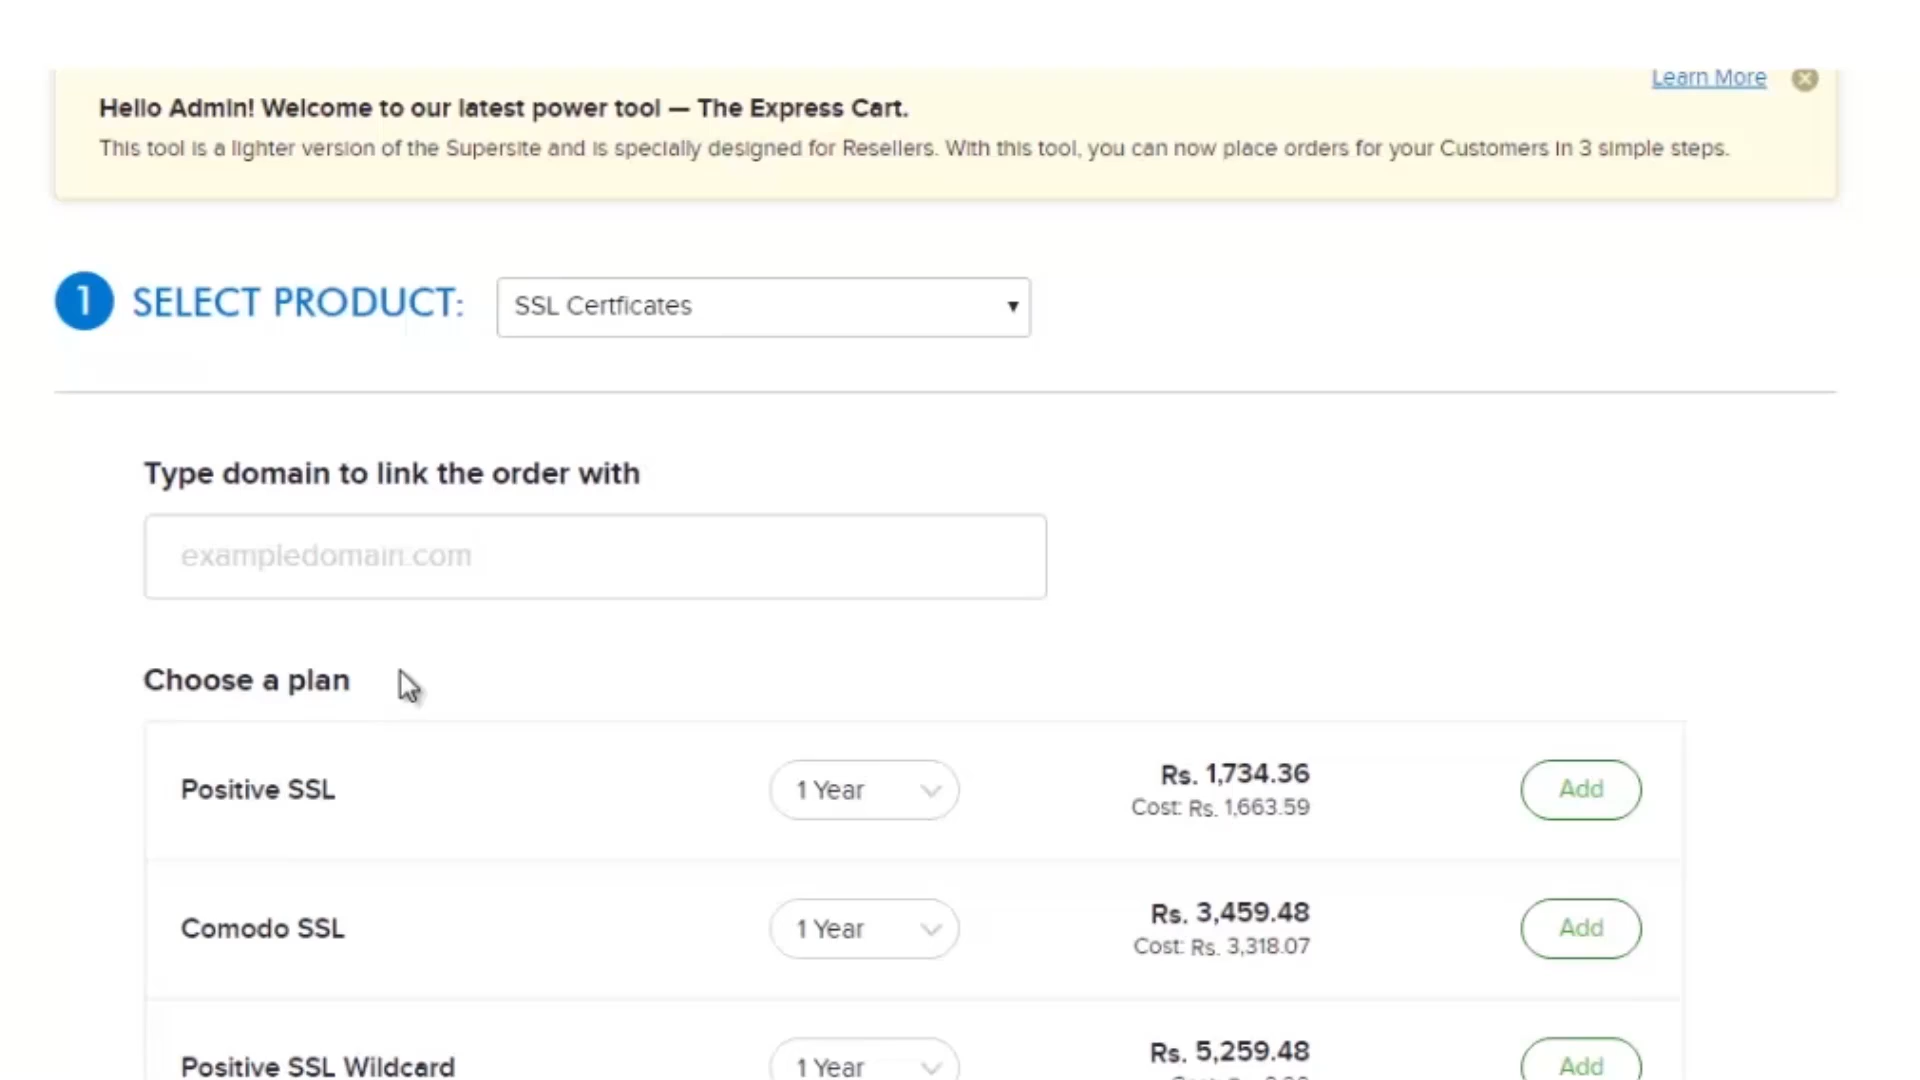 Learn More
Hello Admin! Welcome to our latest power tool — The Express Cart.
This tool is a lighter version of the Supersite and is specially designed for Resellers. With this tool, you can now place orders for your Customers in 3 simple steps.
1 SELECT PRODUCT: SSL Certficates
Type domain to link the order with
exampledomain.com
Choose a plan
Positive SSL 1 Year Rs. 1,734.36 Add
Cost: Rs. 1,663.59
Comodo SSL 1 Year Rs. 3,459.48 Add
Cost: Rs. 3,318.07
Positive SSL Wildcard 1 Year Rs. 5,259.48 Add